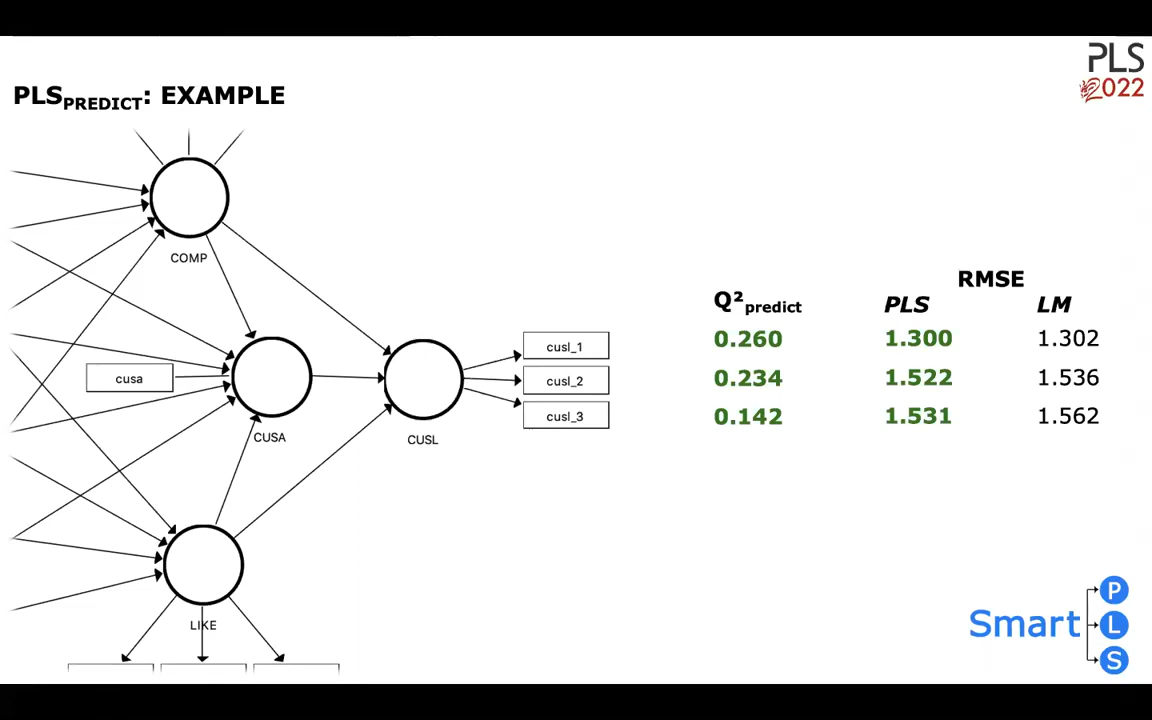 PLS
2022
PLSPREDICT: EXAMPLE
COMP
RMSE
Q²predict PLS LM
cusl_1 0.260 1.300 1.302
cusa cusl_2 0.234 1.522 1.536
cusl_3 0.142 1.531 1.562
CUSA CUSL
LIKE
Smart P L S